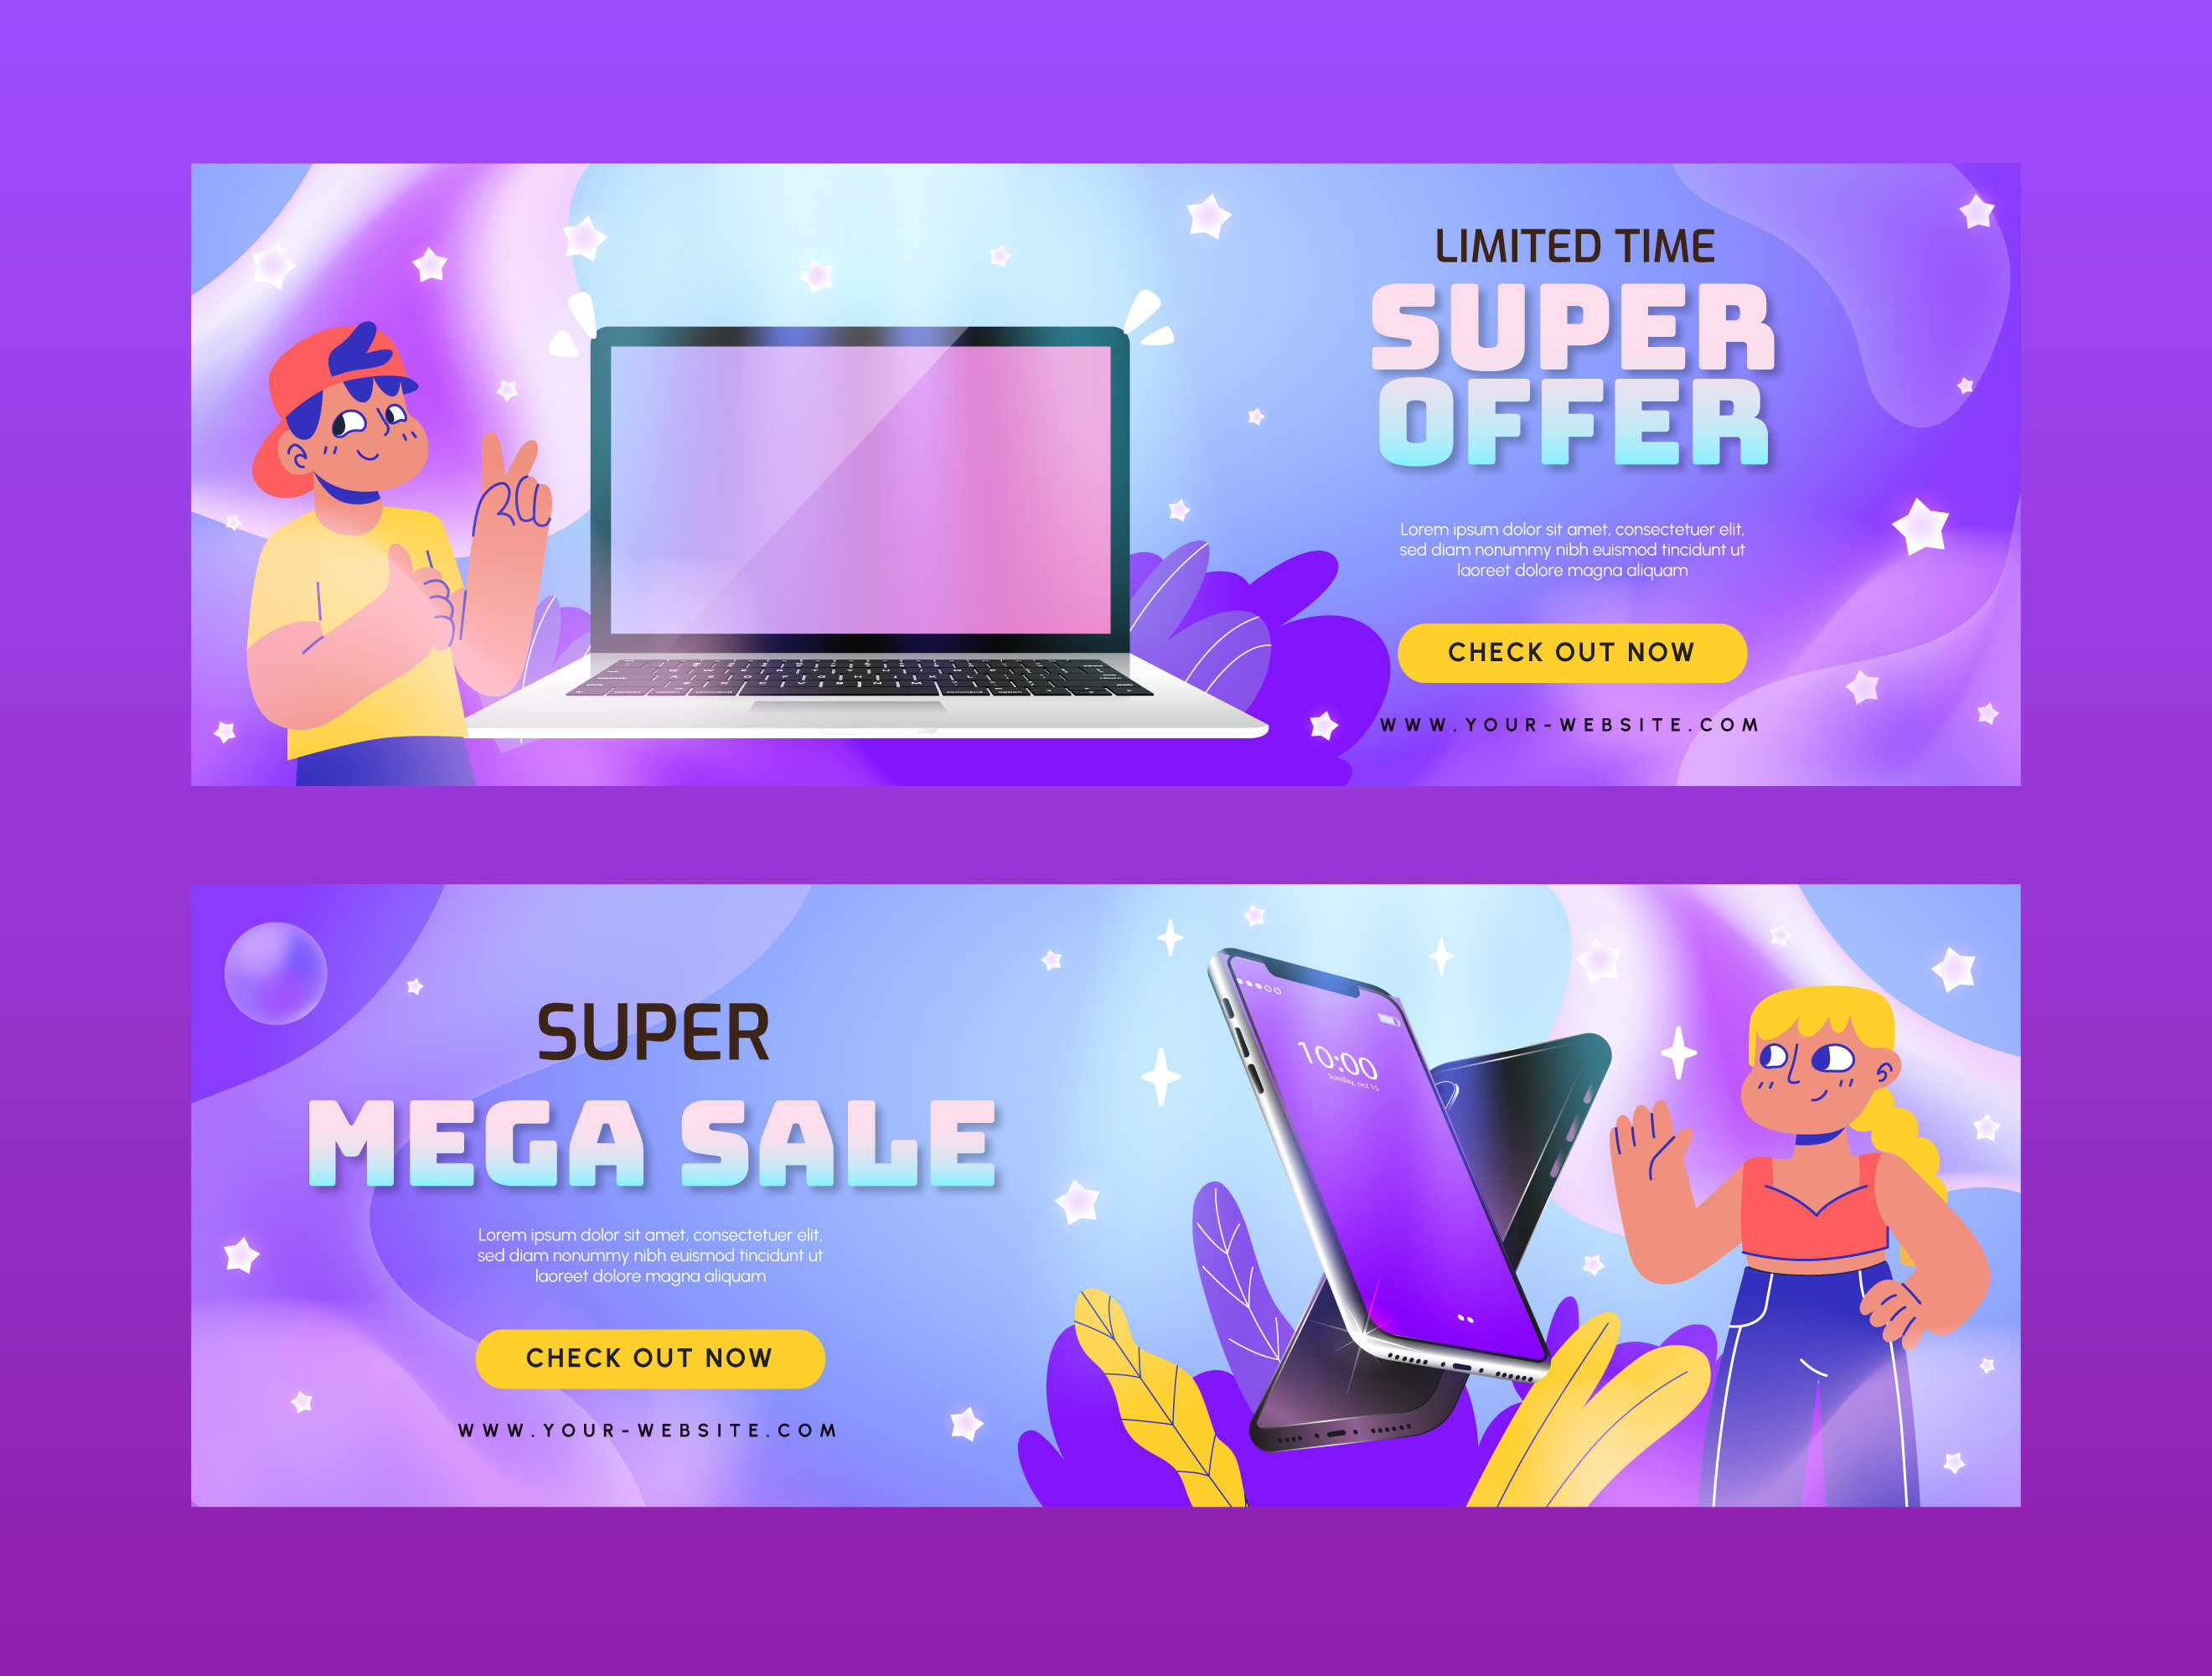 LIMITED TIME
SUPER
OFFER
Lorem ipsum dolor sit amet, consectetuer elit,
sed diam nonummy nibh euismod tincidunt ut
laoreet dolore magna aliquam
CHECK OUT NOW
WWW.YOUR-WEBSITE.COM
SUPER
MEGA SALE
Lorem ipsum dolor sit amet, consectetuer elit,
sed diam nonummy nibh euismod tincidunt ut
laoreet dolore magna aliquam
CHECK OUT NOW
WWW.YOUR-WEBSITE.COM
10:00
Sunday, oct 15